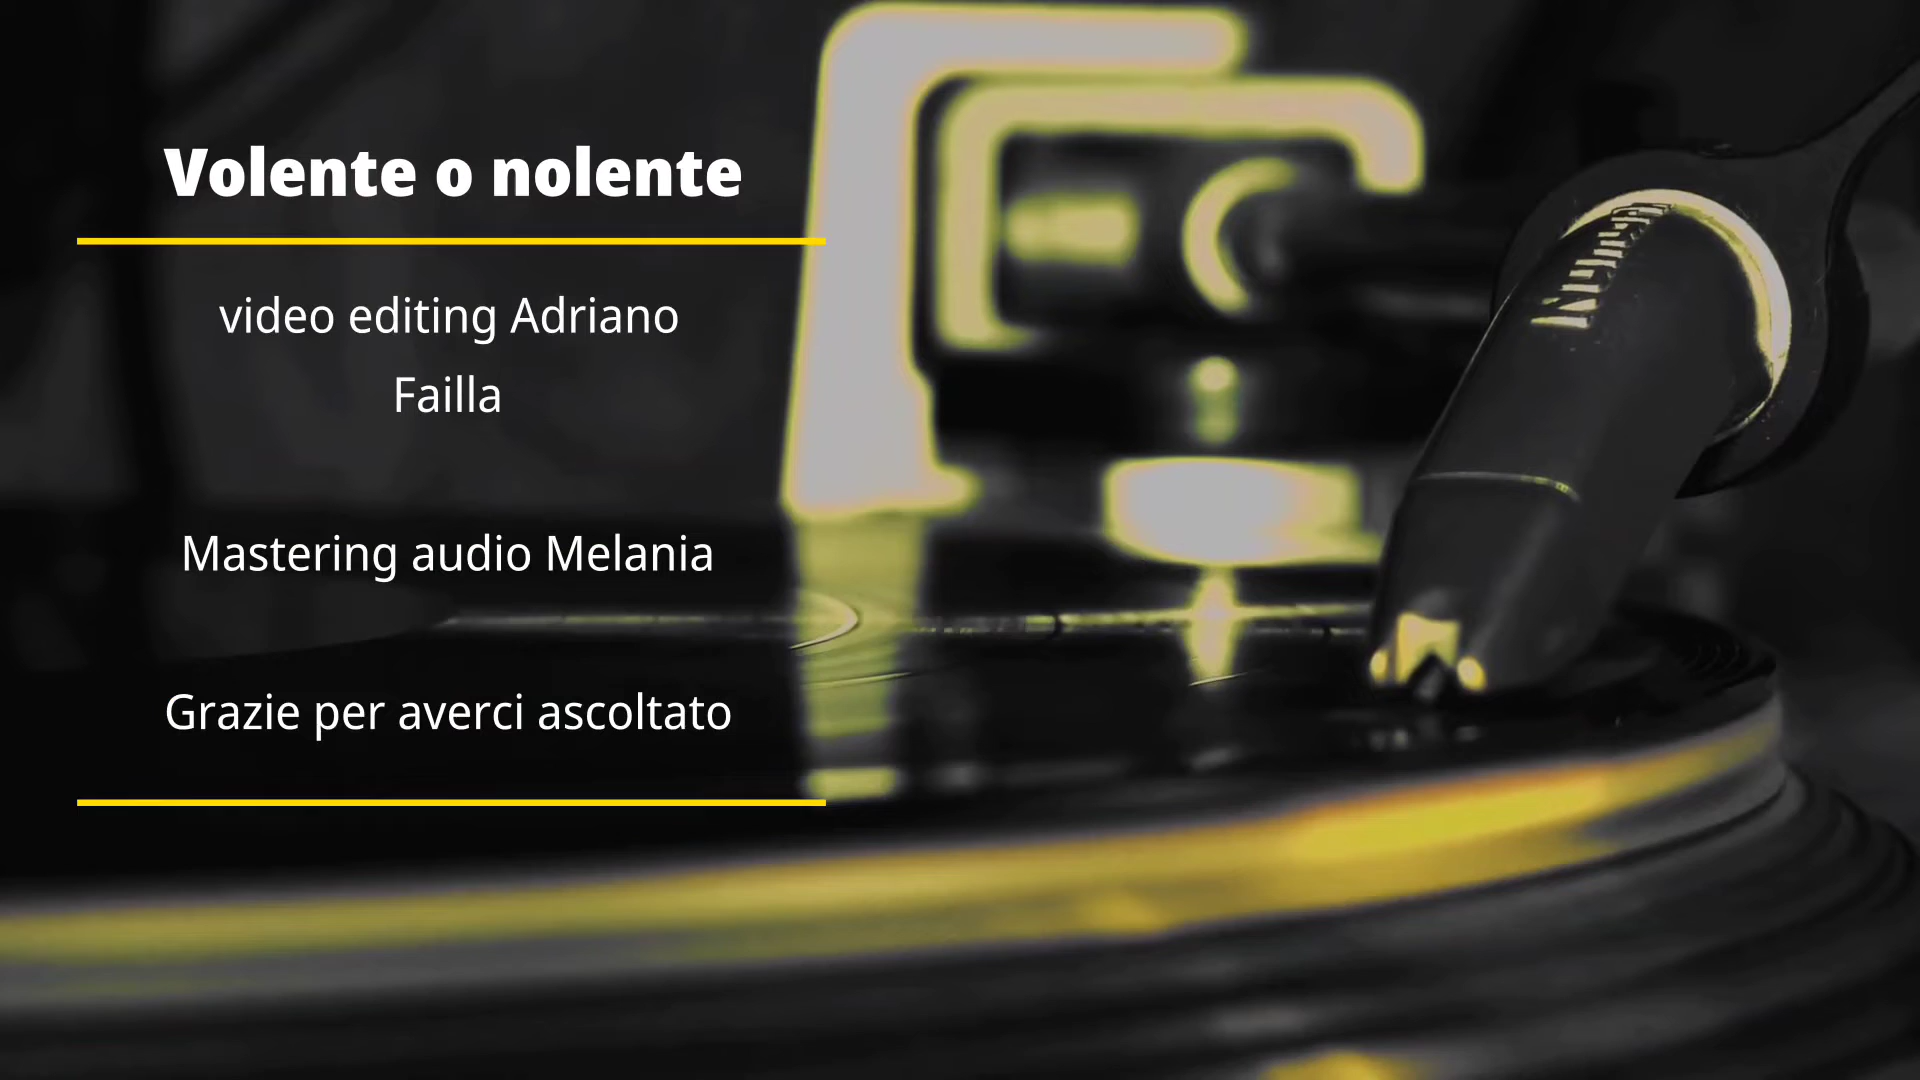 Volente o nolente
video editing Adriano
Failla
Mastering audio Melania
Grazie per averci ascoltato